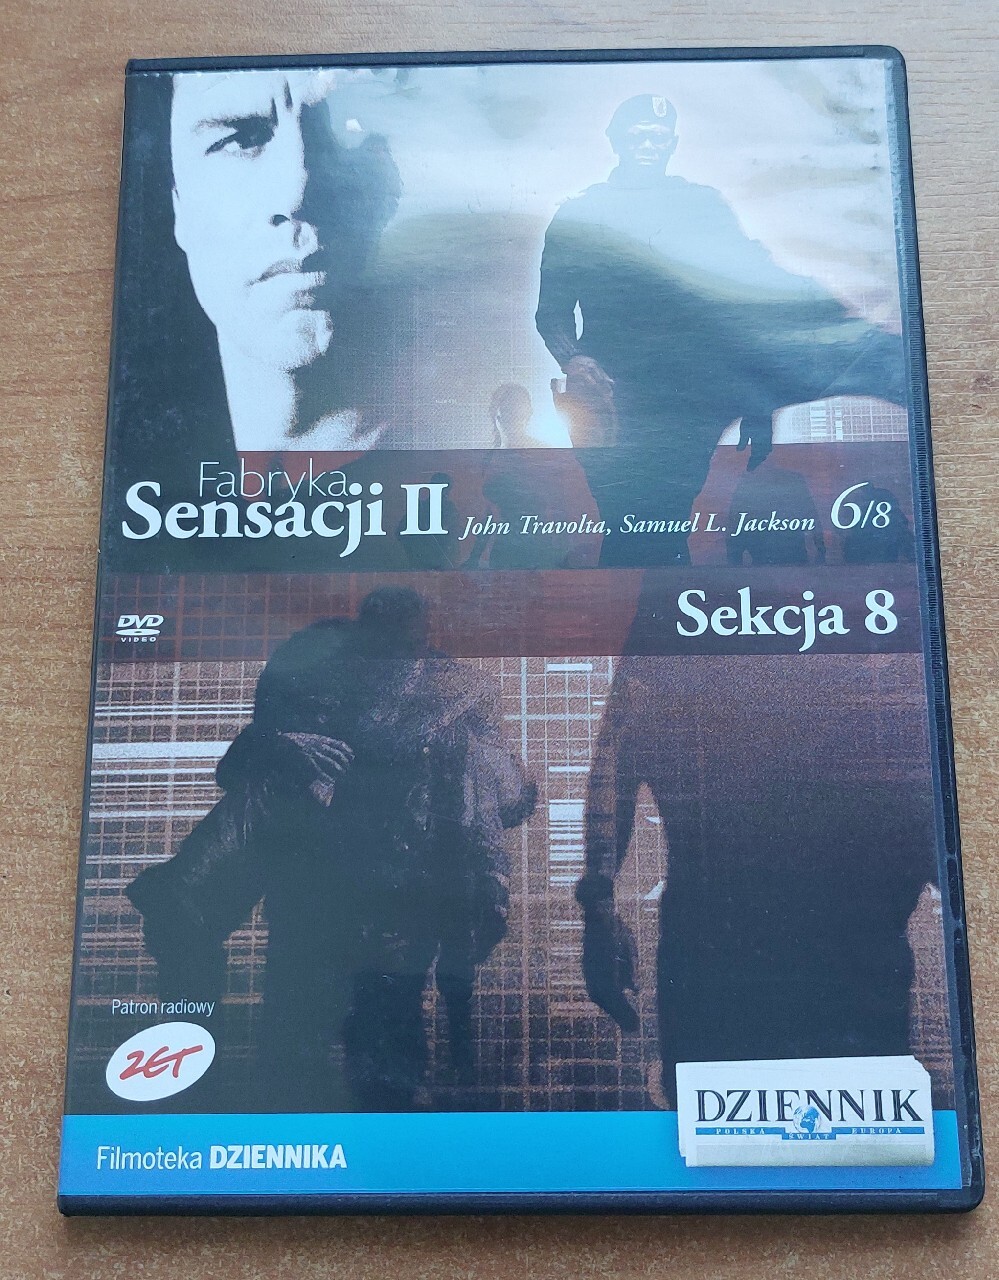 Fabryka
Sensacji II John Travolta, Samuel L. Jackson 6/8
DVD
VIDEO
Sekcja 8
Patron radiowy
ZET
DZIENNIK
POLSKA ŚWIAT EUROPA
Filmoteka DZIENNIKA